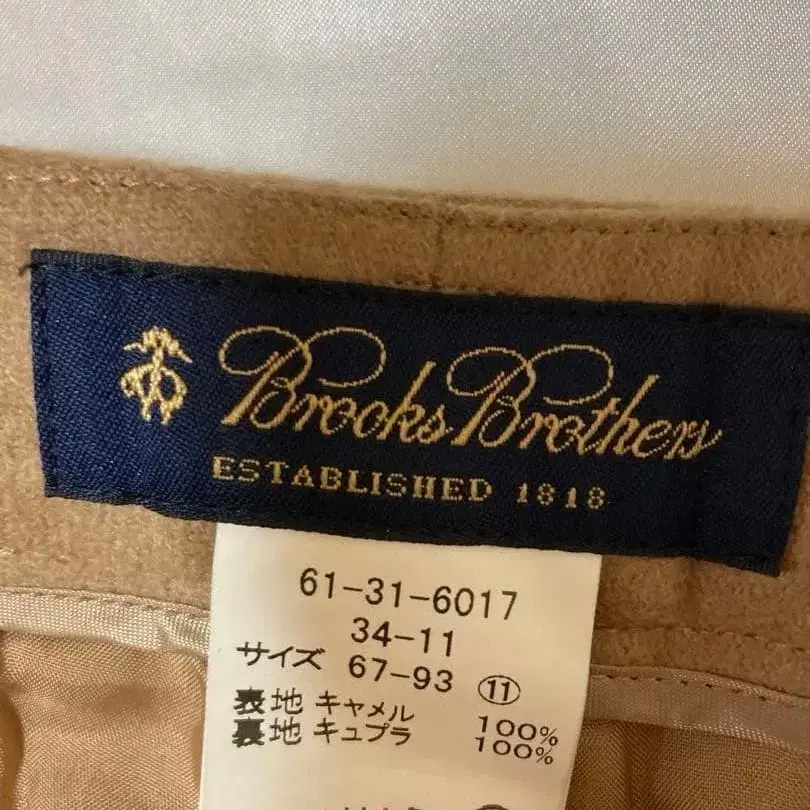 Brooks Brothers
ESTABLISHED 1818
61-31-6017
34-11
サイズ 67-93 ⑪
表地 キャメル 100%
裏地 キュプラ 100%